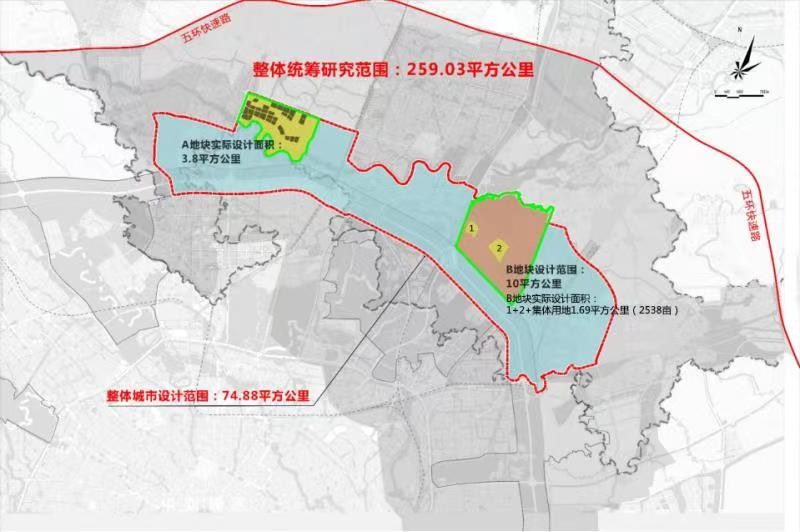 五环快速路
N
整体统筹研究范围：259.03平方公里
A地块实际设计面积：
3.8平方公里
五环快速路
1
2
B地块设计范围：
10平方公里
B地块实际设计面积：
1+2+集体用地1.69平方公里（2538亩）
整体城市设计范围：74.88平方公里